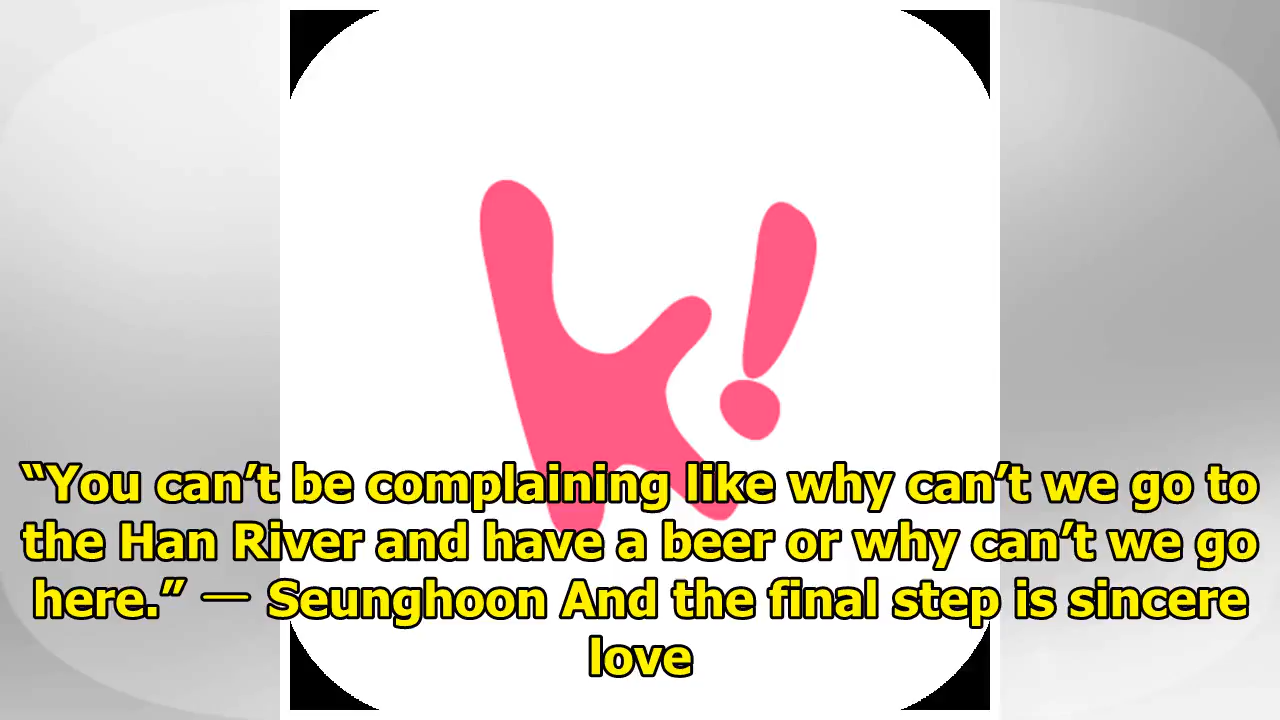 k!
“You can’t be complaining like why can’t we go to
the Han River and have a beer or why can’t we go
here.” — Seunghoon And the final step is sincere
love